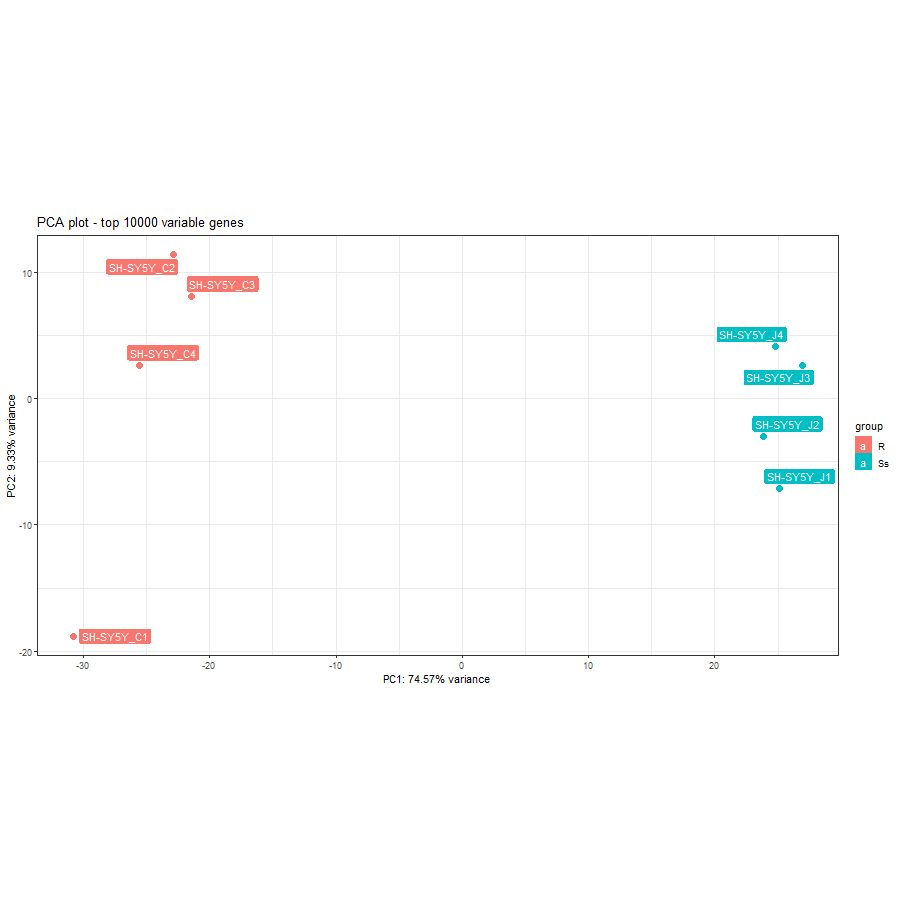 PCA plot - top 10000 variable genes
SH-SY5Y_C2
SH-SY5Y_C3
SH-SY5Y_C4
SH-SY5Y_J4
SH-SY5Y_J3
SH-SY5Y_J2
SH-SY5Y_J1
SH-SY5Y_C1
10
0
-10
-20
PC2: 9.33% variance
-30
-20
-10
0
10
20
PC1: 74.57% variance
group
a R
a Ss